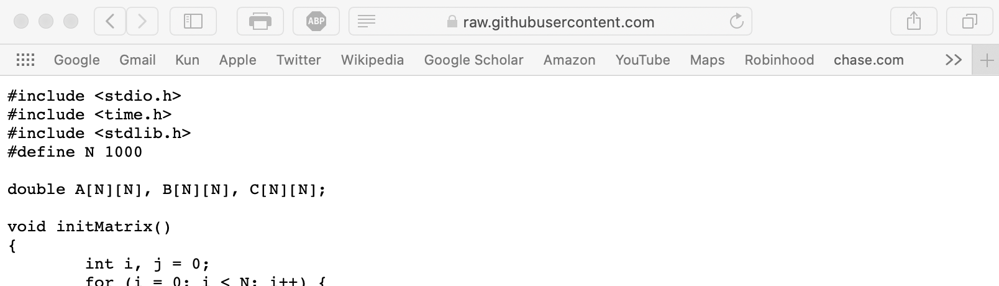 ABP
raw.githubusercontent.com
Google Gmail Kun Apple Twitter Wikipedia Google Scholar Amazon YouTube Maps Robinhood chase.com >> +
#include <stdio.h>
#include <time.h>
#include <stdlib.h>
#define N 1000
double A[N][N], B[N][N], C[N][N];
void initMatrix()
{
int i, j = 0;
for (i = 0; i < N; i++) {